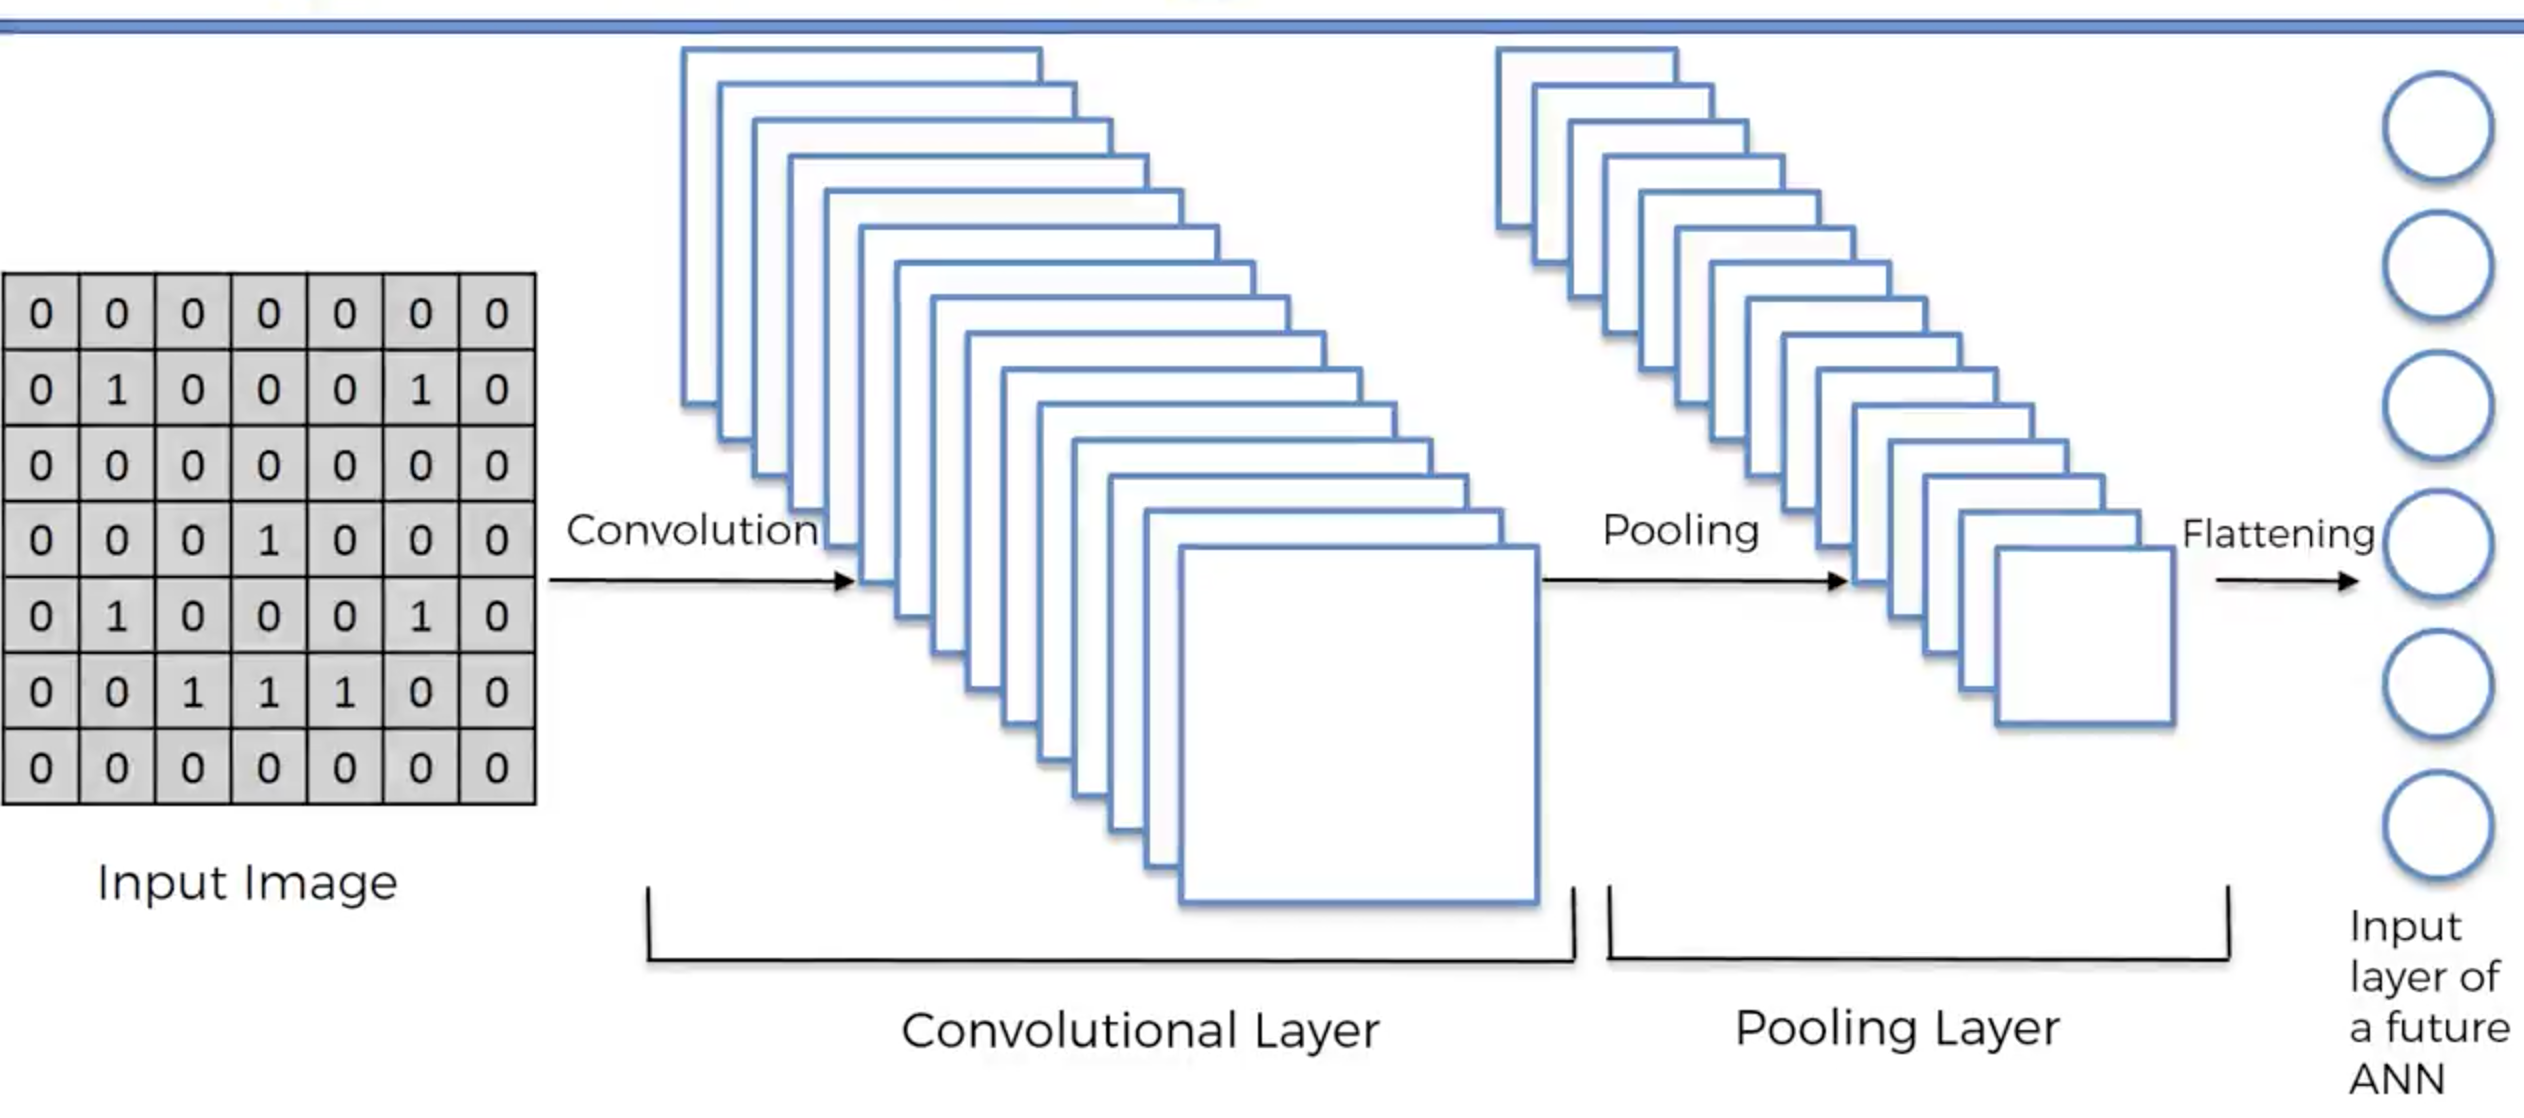 0 0 0 0 0 0 0
0 1 0 0 0 1 0
0 0 0 0 0 0 0
0 0 0 1 0 0 0
0 1 0 0 0 1 0
0 0 1 1 1 0 0
0 0 0 0 0 0 0
Input Image
Convolution
Convolutional Layer
Pooling
Pooling Layer
Flattening
Input
layer of
a future
ANN